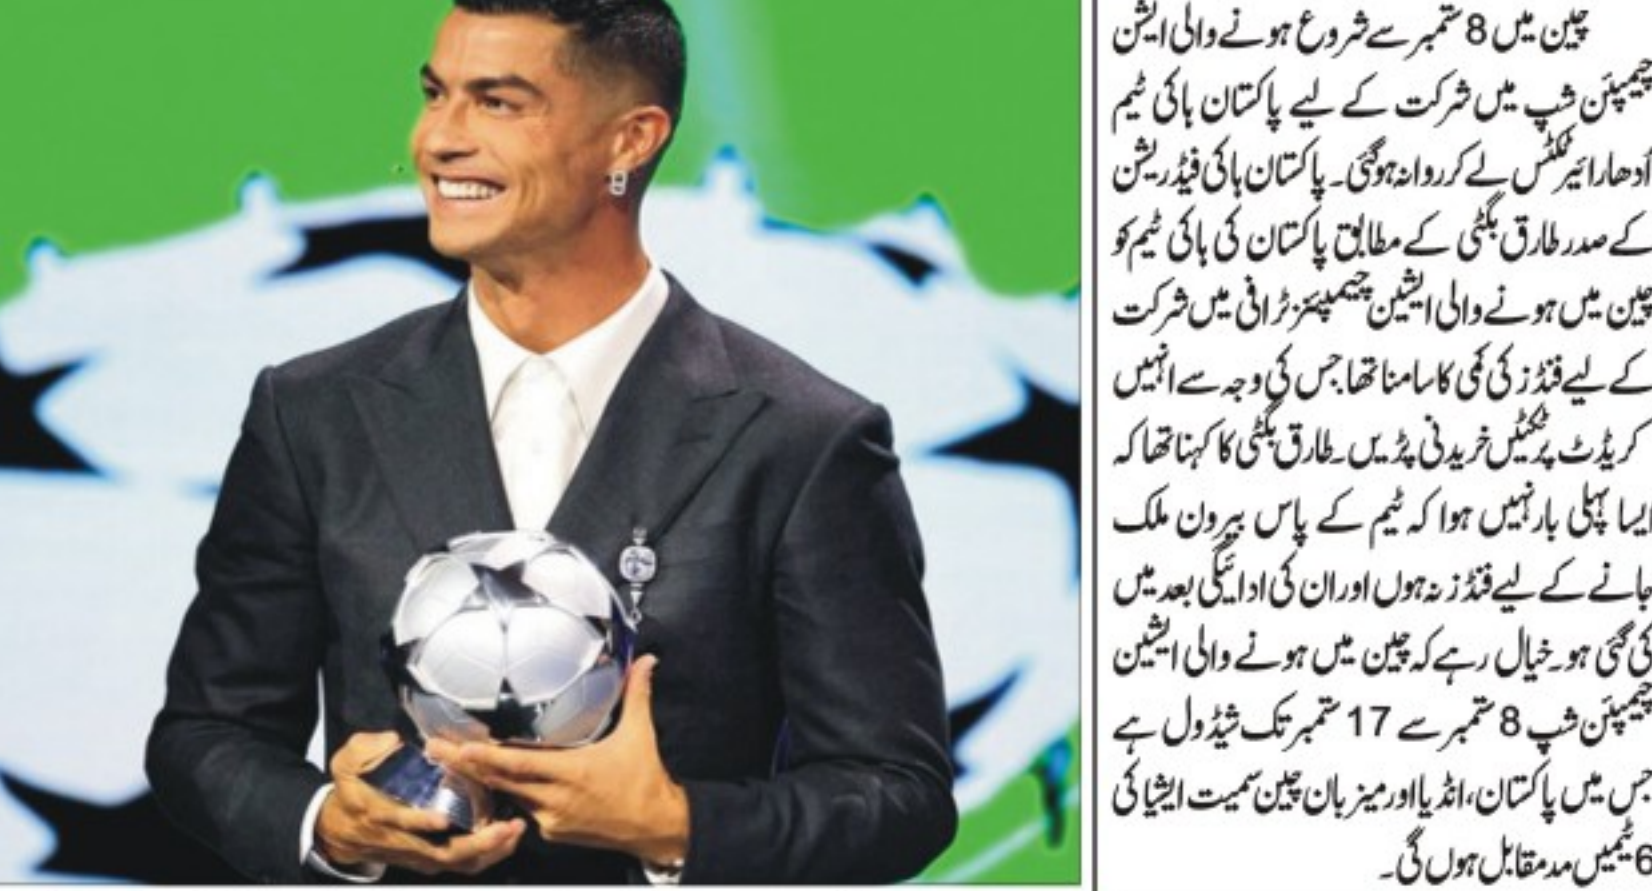 چین میں 8 ستمبر سے شروع ہونے والی ایشن
چیمپئن شپ میں شرکت کے لیے پاکستان ہاکی ٹیم
اُدھار ائیر ٹکٹس لے کر روانہ ہوگئی۔ پاکستان ہاکی فیڈریشن
کے صدر طارق بگٹی کے مطابق پاکستان کی ہاکی ٹیم کو
چین میں ہونے والی ایشین چیمپئنز ٹرافی میں شرکت
کے لیے فنڈز کی کمی کا سامنا تھا جس کی وجہ سے انہیں
کریڈٹ پر ٹکٹیں خریدنی پڑیں۔ طارق بگٹی کا کہنا تھا کہ
ایسا پہلی بار نہیں ہوا کہ ٹیم کے پاس بیرون ملک
جانے کے لیے فنڈز نہ ہوں اور ان کی ادائیگی بعد میں
کی گئی ہو۔ خیال رہے کہ چین میں ہونے والی ایشین
چیمپئن شپ 8 ستمبر سے 17 ستمبر تک شیڈول ہے
جس میں پاکستان، انڈیا اور میزبان چین سمیت ایشیا کی
6 ٹیمیں مدمقابل ہوں گی۔